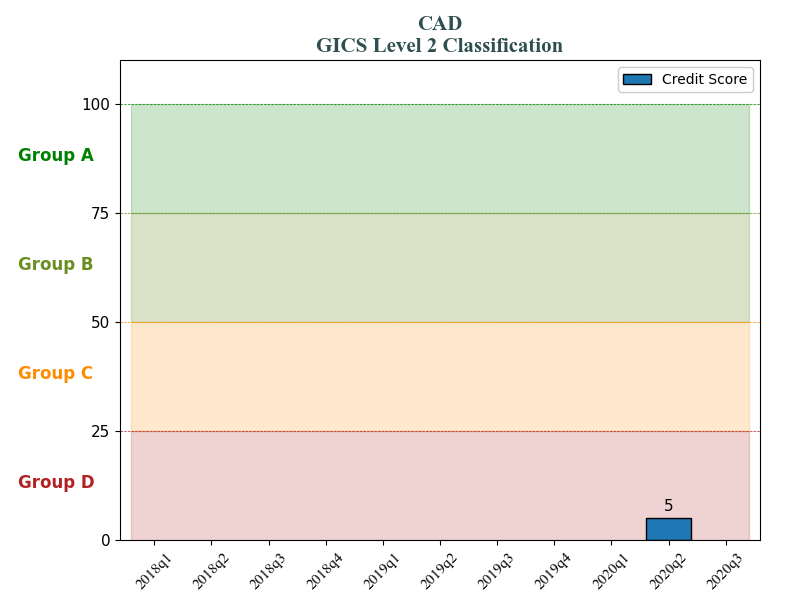 CAD
GICS Level 2 Classification
Credit Score
100
Group A
75
Group B
50
Group C
25
Group D
5
0
2018q1
2018q2
2018q3
2018q4
2019q1
2019q2
2019q3
2019q4
2020q1
2020q2
2020q3